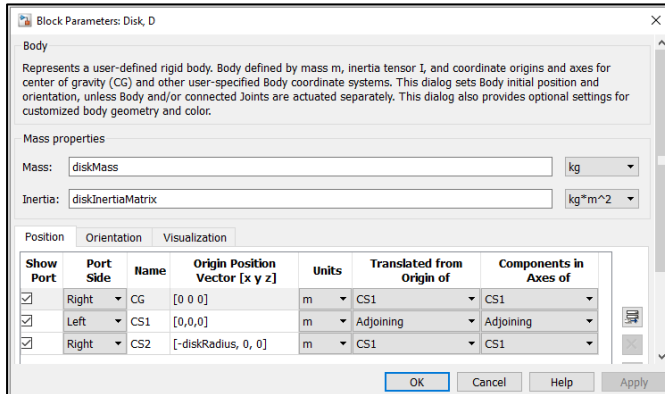 Block Parameters: Disk, D
Body
Represents a user-defined rigid body. Body defined by mass m, inertia tensor I, and coordinate origins and axes for
center of gravity (CG) and other user-specified Body coordinate systems. This dialog sets Body initial position and
orientation, unless Body and/or connected Joints are actuated separately. This dialog also provides optional settings for
customized body geometry and color.
Mass properties
Mass: diskMass kg
Inertia: diskInertiaMatrix kg*m^2
Position Orientation Visualization
Show Port Origin Position Translated from Components in
Port Side Name Vector [x y z] Units Origin of Axes of
Right CG [0 0 0] m CS1 CS1
Left CS1 [0,0,0] m Adjoining Adjoining
Right CS2 [-diskRadius, 0, 0] m CS1 CS1
OK Cancel Help Apply